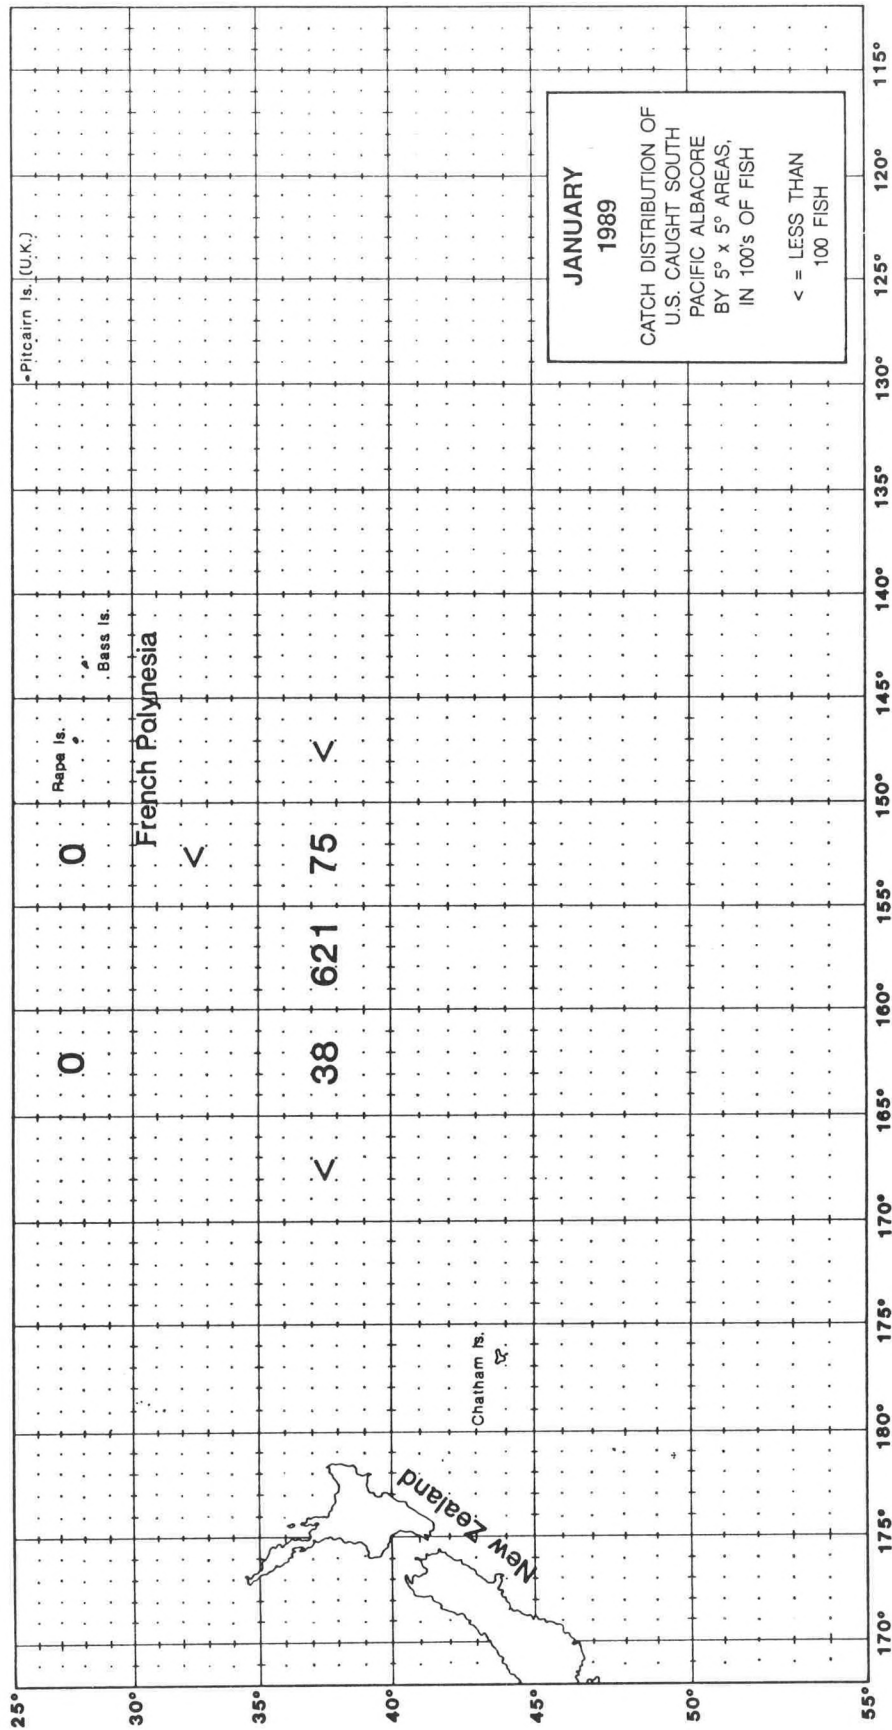 25°
30°
35°
40°
45°
50°
55°
-Pitcairn Is. (U.K.)
Rapa Is.
Bass Is.
French Polynesia
0
0
<
<
38
621
75
<
Chatham Is.
New Zealand
170°
175°
180°
175°
170°
165°
160°
155°
150°
145°
140°
130°
125°
120°
115°
JANUARY
1989
CATCH DISTRIBUTION OF
U.S. CAUGHT SOUTH
PACIFIC ALBACORE
BY 5° x 5° AREAS,
IN 100's OF FISH
< = LESS THAN
100 FISH